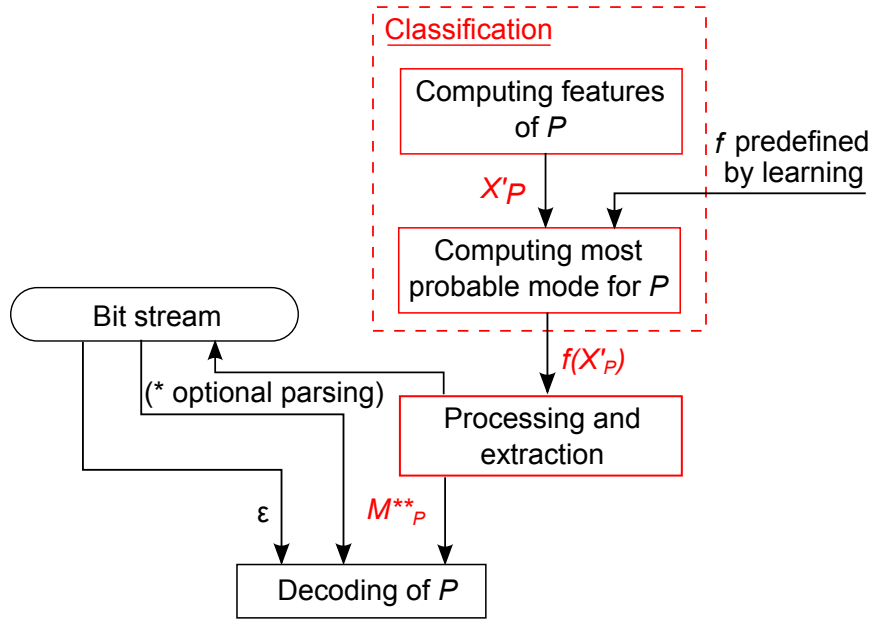 Classification
Computing features
of P
f predefined
by learning
X'P
Computing most
probable mode for P
Bit stream
f(X'P)
(* optional parsing)
Processing and
extraction
ε
M**P
Decoding of P